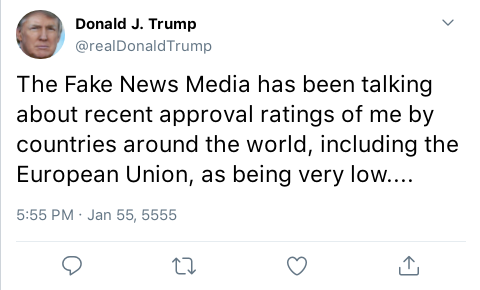 Donald J. Trump
@realDonaldTrump
The Fake News Media has been talking
about recent approval ratings of me by
countries around the world, including the
European Union, as being very low....
5:55 PM · Jan 55, 5555